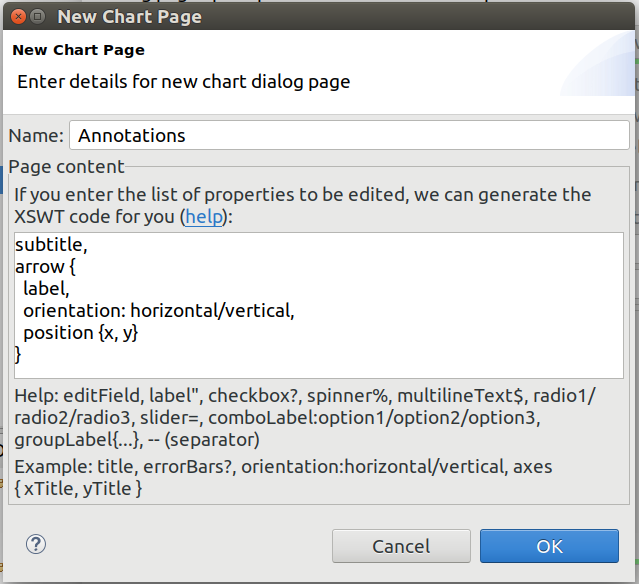 New Chart Page
New Chart Page
Enter details for new chart dialog page
Name: Annotations
Page content
If you enter the list of properties to be edited, we can generate the
XSWT code for you (help):
subtitle,
arrow {
  label,
  orientation: horizontal/vertical,
  position {x, y}
}
Help: editField, label", checkbox?, spinner%, multilineText$, radio1/
radio2/radio3, slider=, comboLabel:option1/option2/option3,
groupLabel{...}, -- (separator)
Example: title, errorBars?, orientation:horizontal/vertical, axes
{ xTitle, yTitle }
?
Cancel
OK